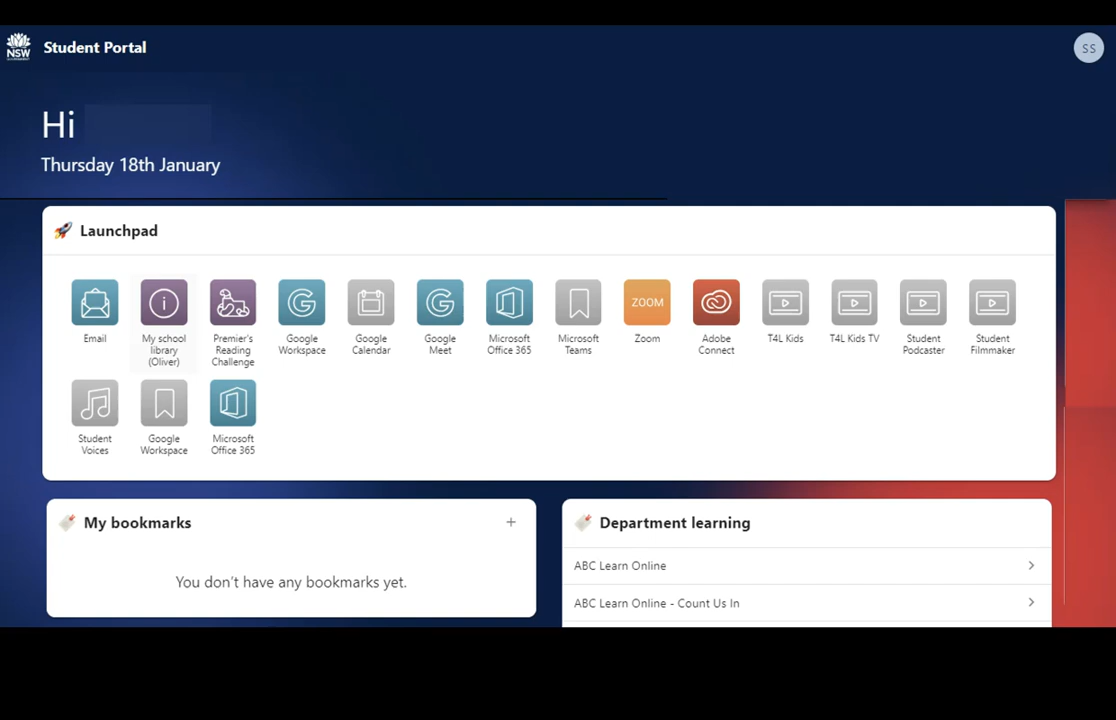 NSW
Student Portal
SS
Hi
Thursday 18th January
Launchpad
Email
My school
library
(Oliver)
Premier's
Reading
Challenge
Google
Workspace
Google
Calendar
Google
Meet
Microsoft
Office 365
Microsoft
Teams
ZOOM
Zoom
Adobe
Connect
T4L Kids
T4L Kids TV
Student
Podcaster
Student
Filmmaker
Student
Voices
Google
Workspace
Microsoft
Office 365
My bookmarks
You don't have any bookmarks yet.
Department learning
ABC Learn Online
ABC Learn Online - Count Us In